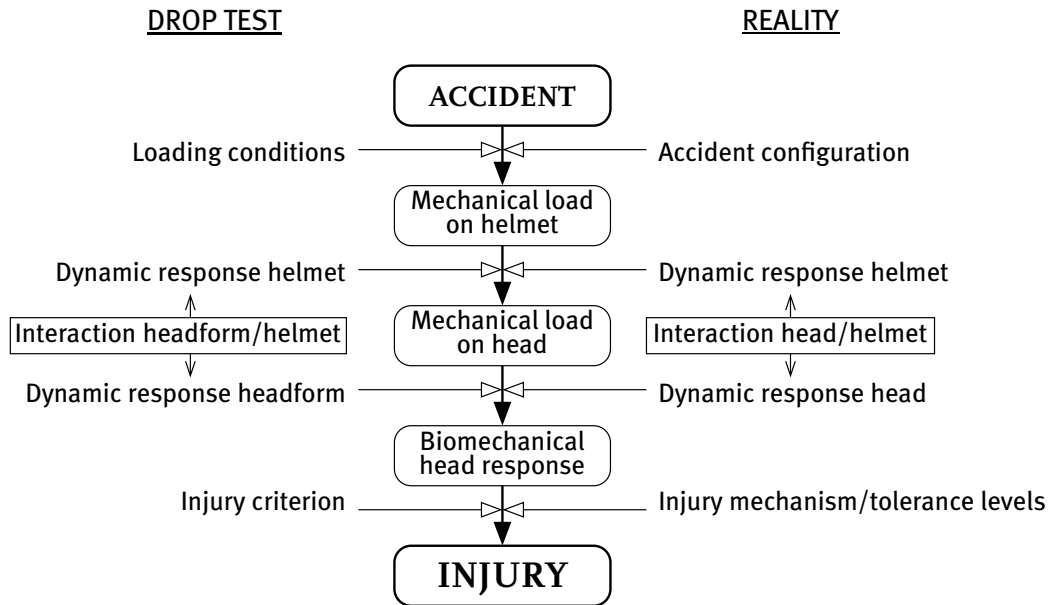 DROP TEST
REALITY
ACCIDENT
Loading conditions
Accident configuration
Mechanical load
on helmet
Dynamic response helmet
Dynamic response helmet
Interaction headform/helmet
Mechanical load
on head
Interaction head/helmet
Dynamic response headform
Dynamic response head
Biomechanical
head response
Injury criterion
Injury mechanism/tolerance levels
INJURY